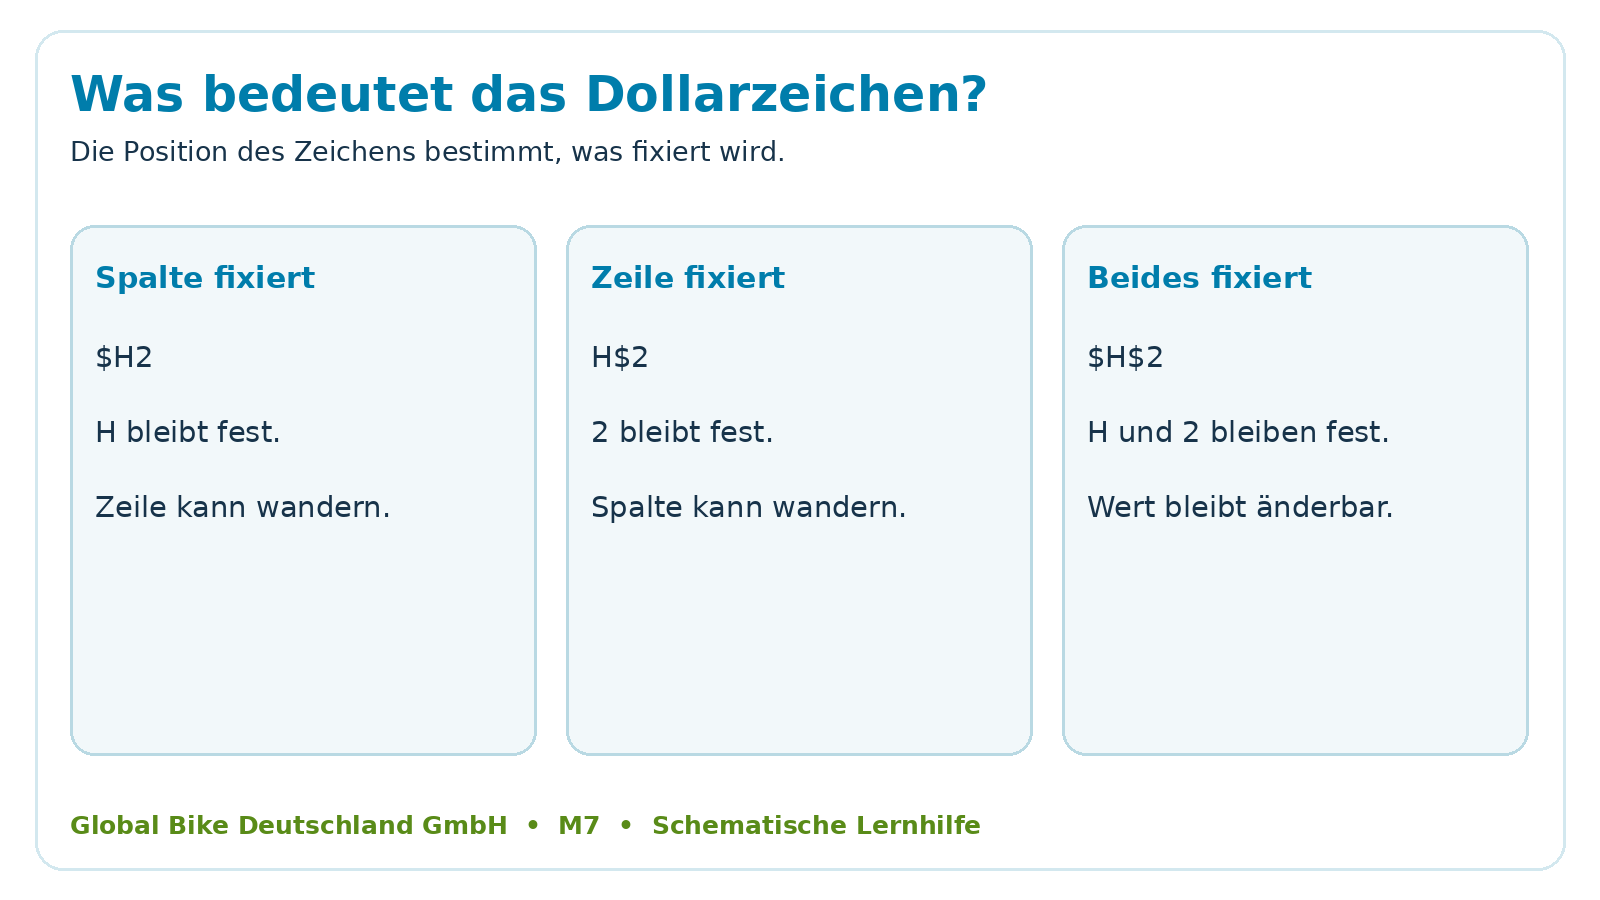 Was bedeutet das Dollarzeichen?
Die Position des Zeichens bestimmt, was fixiert wird.
Spalte fixiert
$H2
H bleibt fest.
Zeile kann wandern.
Zeile fixiert
H$2
2 bleibt fest.
Spalte kann wandern.
Beides fixiert
$H$2
H und 2 bleiben fest.
Wert bleibt änderbar.
Global Bike Deutschland GmbH • M7 • Schematische Lernhilfe